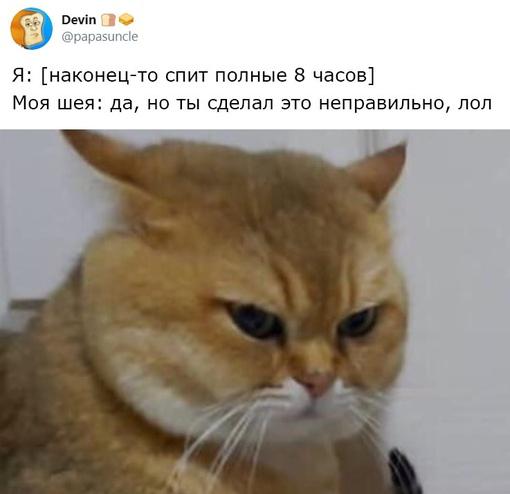 Devin 🍞🧈
@papasuncle
Я: [наконец-то спит полные 8 часов]
Моя шея: да, но ты сделал это неправильно, лол